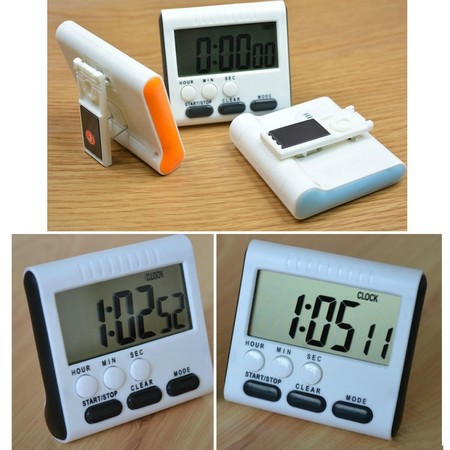 0:00 00
HOUR MIN SEC
START/STOP CLEAR MODE
CLOCK
1:02 52
HOUR MIN SEC
START/STOP CLEAR MODE
CLOCK
1:05 11
HOUR MIN SEC
START/STOP CLEAR MODE